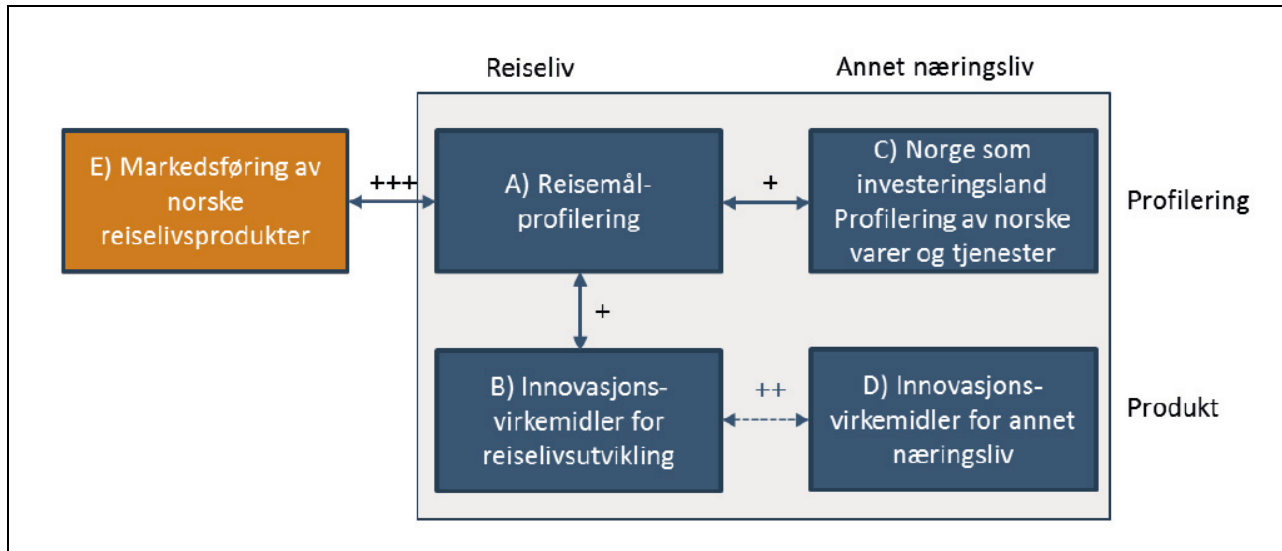 Reiseliv
Annet næringsliv
E) Markedsføring av
norske
reiselivsprodukter
+++
A) Reisemål-
profilering
+
C) Norge som
investeringsland
Profilering av norske
varer og tjenester
Profilering
+
B) Innovasjons-
virkemidler for
reiselivsutvikling
++
D) Innovasjons-
virkemidler for annet
næringsliv
Produkt